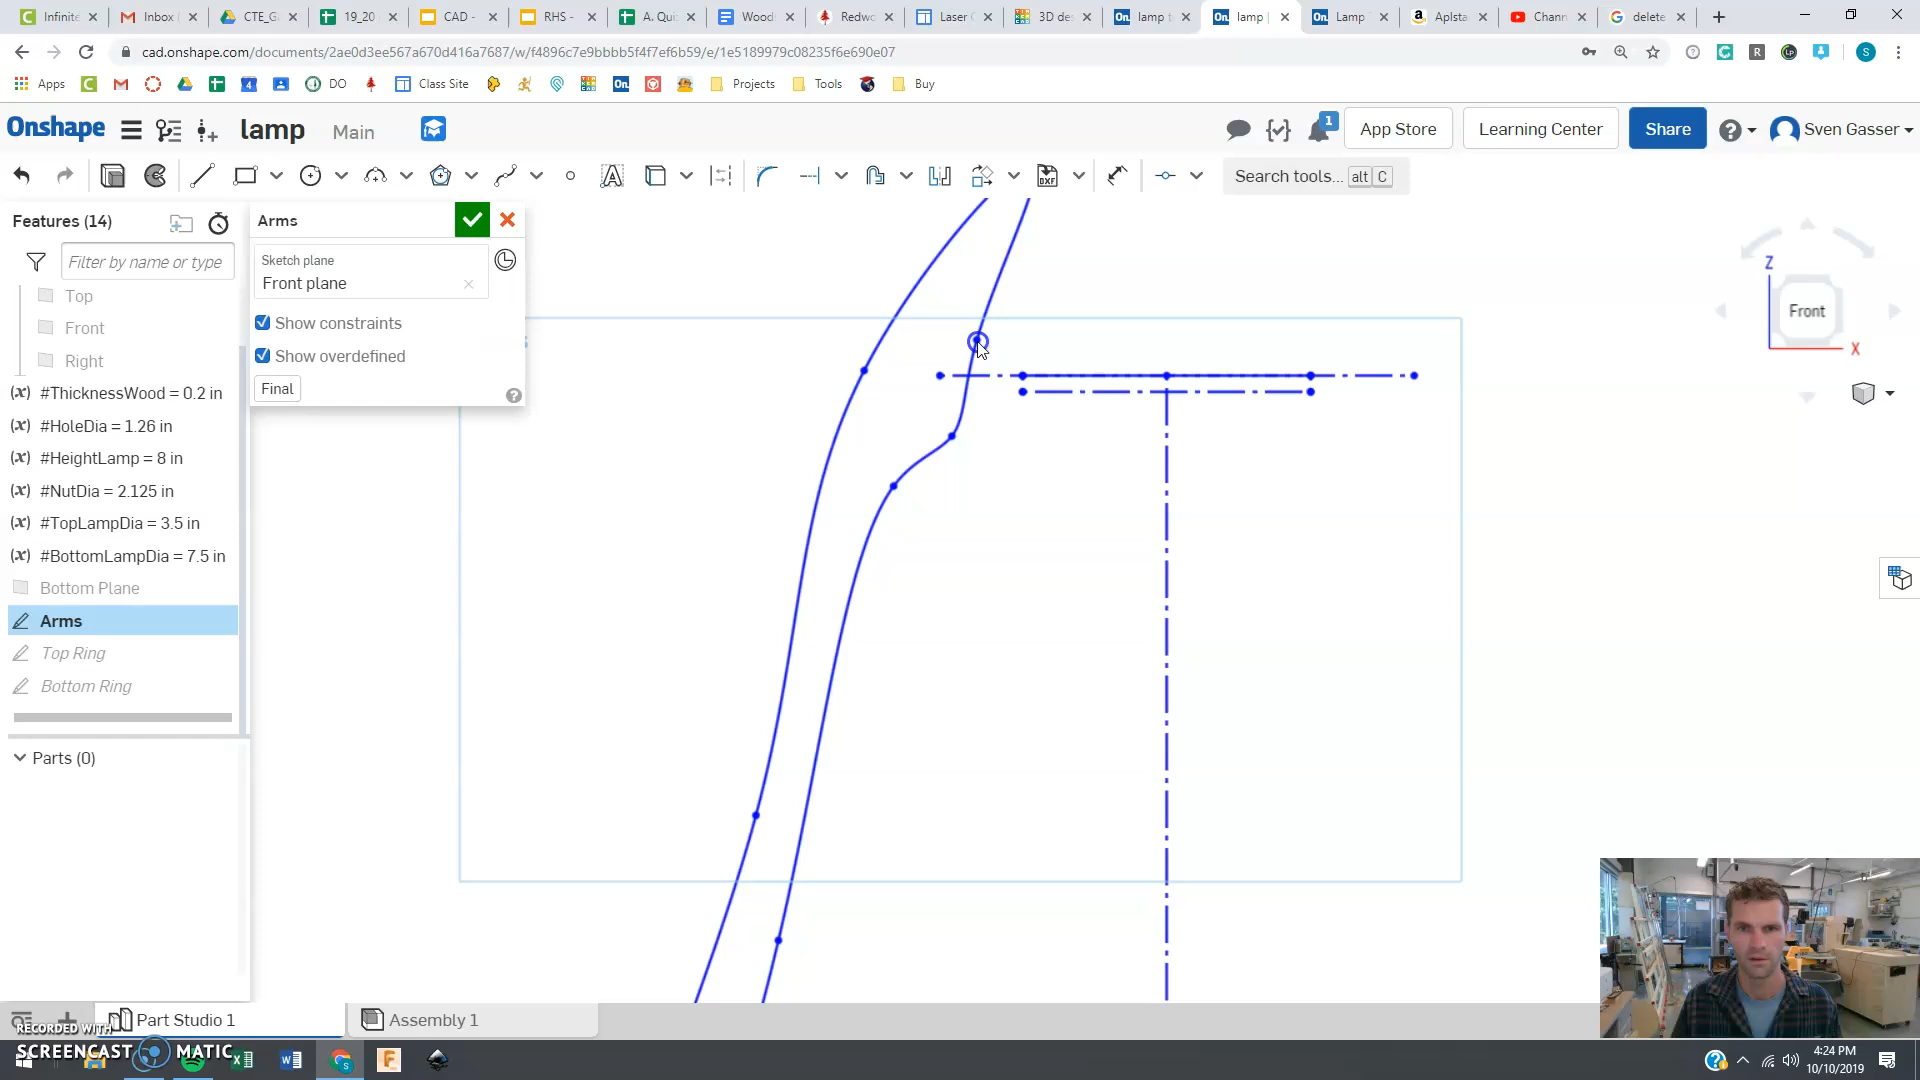 Infinite
Inbox (
CTE_G
19_20
CAD -
RHS -
A. Qui
Wood
Redwo
Laser C
3D de
lamp t
lamp |
Lamp
Aplsta
Chann
delete
cad.onshape.com/documents/2ae0d3ee567a670d416a7687/w/f4896c7e9bbbb5f4f7ef6b59/e/1e5189979c08235f6e690e07
Apps
DO
Class Site
Projects
Tools
Buy
Onshape
lamp
Main
1
App Store
Learning Center
Share
Sven Gasser
Search tools... alt C
Features (14)
Filter by name or type
Top
Front
Right
(x) #ThicknessWood = 0.2 in
(x) #HoleDia = 1.26 in
(x) #HeightLamp = 8 in
(x) #NutDia = 2.125 in
(x) #TopLampDia = 3.5 in
(x) #BottomLampDia = 7.5 in
Bottom Plane
Arms
Top Ring
Bottom Ring
Parts (0)
Arms
Sketch plane
Front plane
Show constraints
Show overdefined
Final
Z
Front
X
Part Studio 1
Assembly 1
RECORDED WITH
SCREENCAST MATIC
4:24 PM
10/10/2019